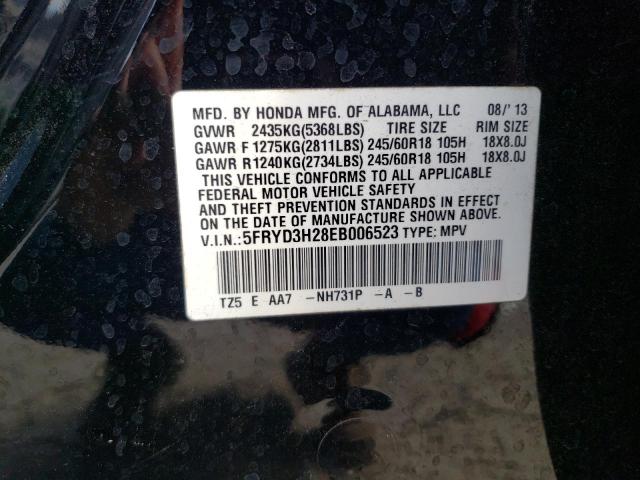 MFD. BY HONDA MFG. OF ALABAMA, LLC 08/'13
GVWR 2435KG(5368LBS) TIRE SIZE RIM SIZE
GAWR F 1275KG(2811LBS) 245/60R18 105H 18X8.0J
GAWR R1240KG(2734LBS) 245/60R18 105H 18X8.0J
THIS VEHICLE CONFORMS TO ALL APPLICABLE
FEDERAL MOTOR VEHICLE SAFETY
AND THEFT PREVENTION STANDARDS IN EFFECT
ON THE DATE OF MANUFACTURE SHOWN ABOVE.
V.I.N.:5FRYD3H28EB006523 TYPE: MPV
TZ5 E AA7 -NH731P -A -B